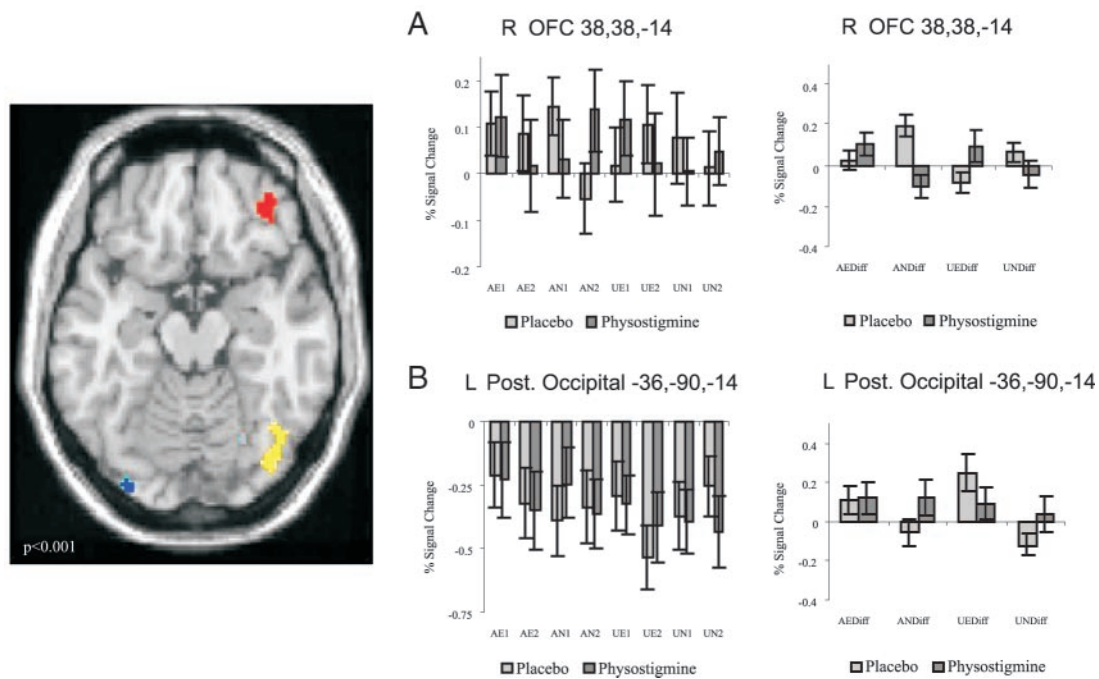 p<0.001
A
R OFC 38,38,-14
% Signal Change
0.2
0.1
0
-0.1
-0.2
AE1 AE2 AN1 AN2 UE1 UE2 UN1 UN2
Placebo Physostigmine
R OFC 38,38,-14
% Signal Change
0.4
0.2
0
-0.2
-0.4
AEDiff ANDiff UEDiff UNDiff
Placebo Physostigmine
B
L Post. Occipital -36,-90,-14
% Signal Change
0
-0.25
-0.5
-0.75
AE1 AE2 AN1 AN2 UE1 UE2 UN1 UN2
Placebo Physostigmine
L Post. Occipital -36,-90,-14
% Signal Change
0.4
0.2
0
-0.2
-0.4
AEDiff ANDiff UEDiff UNDiff
Placebo Physostigmine